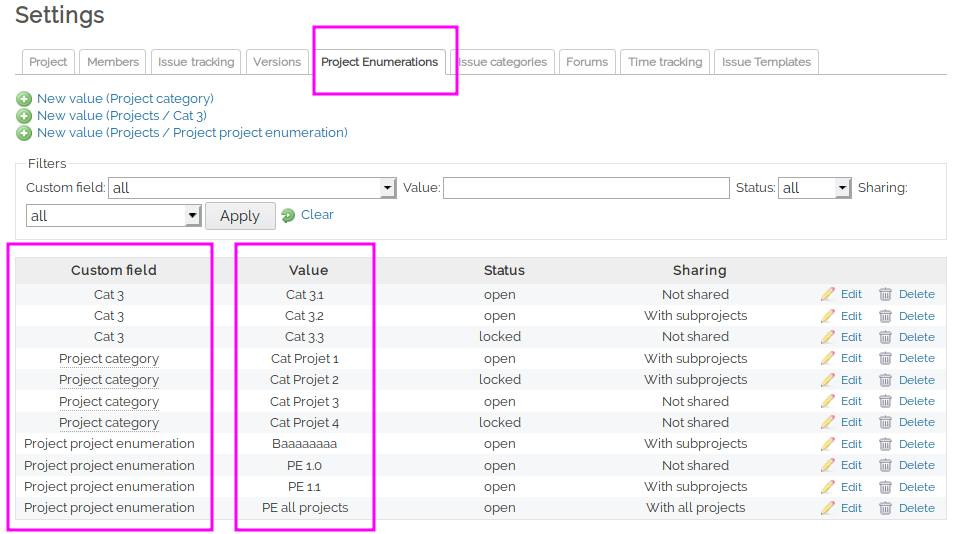 Settings
Project Members Issue tracking Versions Project Enumerations Issue categories Forums Time tracking Issue Templates
New value (Project category)
New value (Projects / Cat 3)
New value (Projects / Project project enumeration)
Filters
Custom field: all Value: Status: all Sharing:
all Apply Clear
Custom field Value Status Sharing
Cat 3 Cat 3.1 open Not shared Edit Delete
Cat 3 Cat 3.2 open With subprojects Edit Delete
Cat 3 Cat 3.3 locked Not shared Edit Delete
Project category Cat Projet 1 open With subprojects Edit Delete
Project category Cat Projet 2 locked With subprojects Edit Delete
Project category Cat Projet 3 open Not shared Edit Delete
Project category Cat Projet 4 locked Not shared Edit Delete
Project project enumeration Baaaaaaaa open With subprojects Edit Delete
Project project enumeration PE 1.0 open Not shared Edit Delete
Project project enumeration PE 1.1 open With subprojects Edit Delete
Project project enumeration PE all projects open With all projects Edit Delete